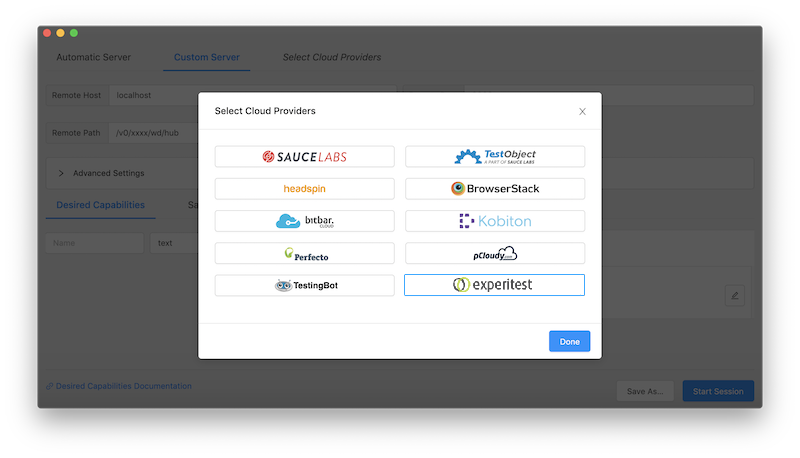 Automatic Server
Custom Server
Select Cloud Providers
Remote Host
localhost
Select Cloud Providers
Remote Path
/v0/xxxx/wd/hub
SAUCELABS
TestObject
A PART OF SAUCE LABS
Advanced Settings
headspin
BrowserStack
Desired Capabilities
Sa
bitbar.
CLOUD
Kobiton
Name
text
Perfecto
pCloudy.com
TestingBot
experitest
Done
Desired Capabilities Documentation
Save As...
Start Session